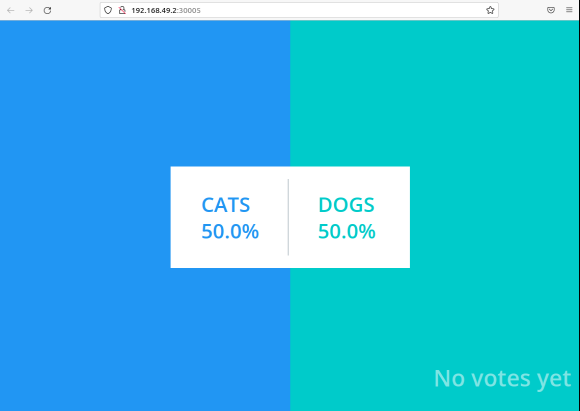 192.168.49.2:30005
CATS
50.0%
DOGS
50.0%
No votes yet